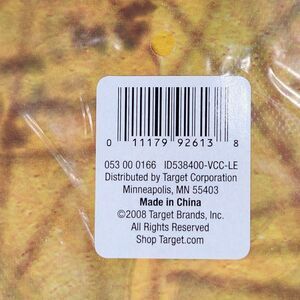 0 11179 92613 8
053 00 0166 ID538400-VCC-LE
Distributed by Target Corporation
Minneapolis, MN 55403
Made in China
©2008 Target Brands, Inc.
All Rights Reserved
Shop Target.com